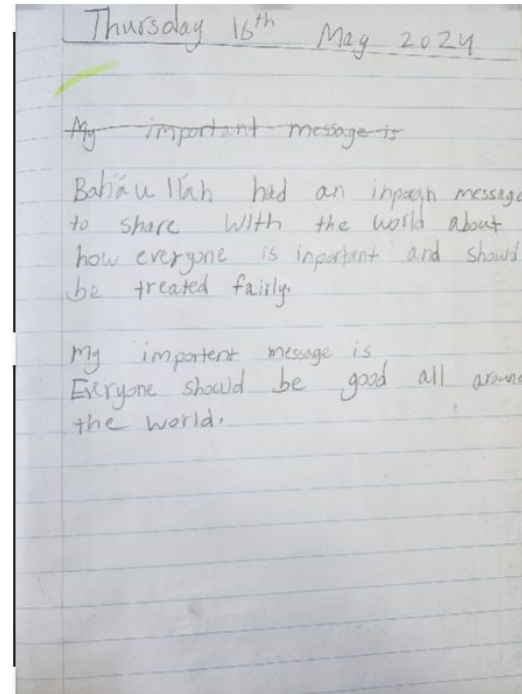 Thursday 16th May 2024
My important message is
Bahá'u'lláh had an inpoegh message
to share with the world about
how everyone is inportent and should
be treated fairly.
My importent message is
Everyone should be good all around
the world.